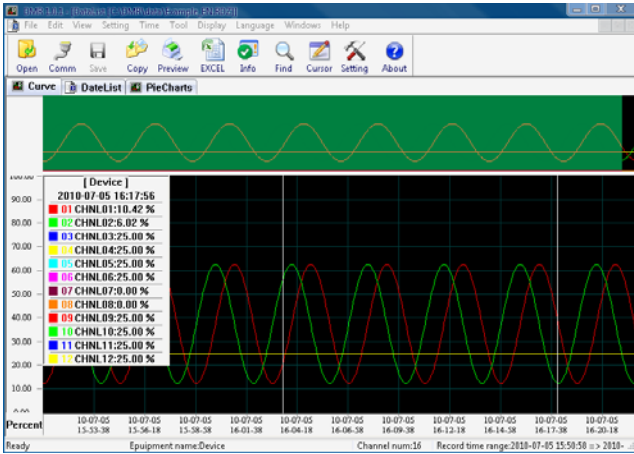 File Edit View Setting Time Tool Display Language Windows Help
Open Comm Save Copy Preview EXCEL Info Find Cursor Setting About
Curve DateList PieCharts
[ Device ]
2010-07-05 16:17:56
01 CHNL01:10.42 %
02 CHNL02:6.02 %
03 CHNL03:25.00 %
04 CHNL04:25.00 %
05 CHNL05:25.00 %
06 CHNL06:25.00 %
07 CHNL07:0.00 %
08 CHNL08:0.00 %
09 CHNL09:25.00 %
10 CHNL10:25.00 %
11 CHNL11:25.00 %
12 CHNL12:25.00 %
100.00
90.00
80.00
70.00
60.00
50.00
40.00
30.00
20.00
10.00
0.00
Percent
10-07-05 10-07-05 10-07-05 10-07-05 10-07-05 10-07-05 10-07-05 10-07-05 10-07-05 10-07-05 10-07-05
15-53-38 15-56-18 15-58-58 16-01-38 16-04-18 16-06-58 16-09-38 16-12-18 16-14-58 16-17-38 16-20-18
Ready Epuipment name:Device Channel num:16 Record time range:2010-07-05 15:50:58 => 2010-